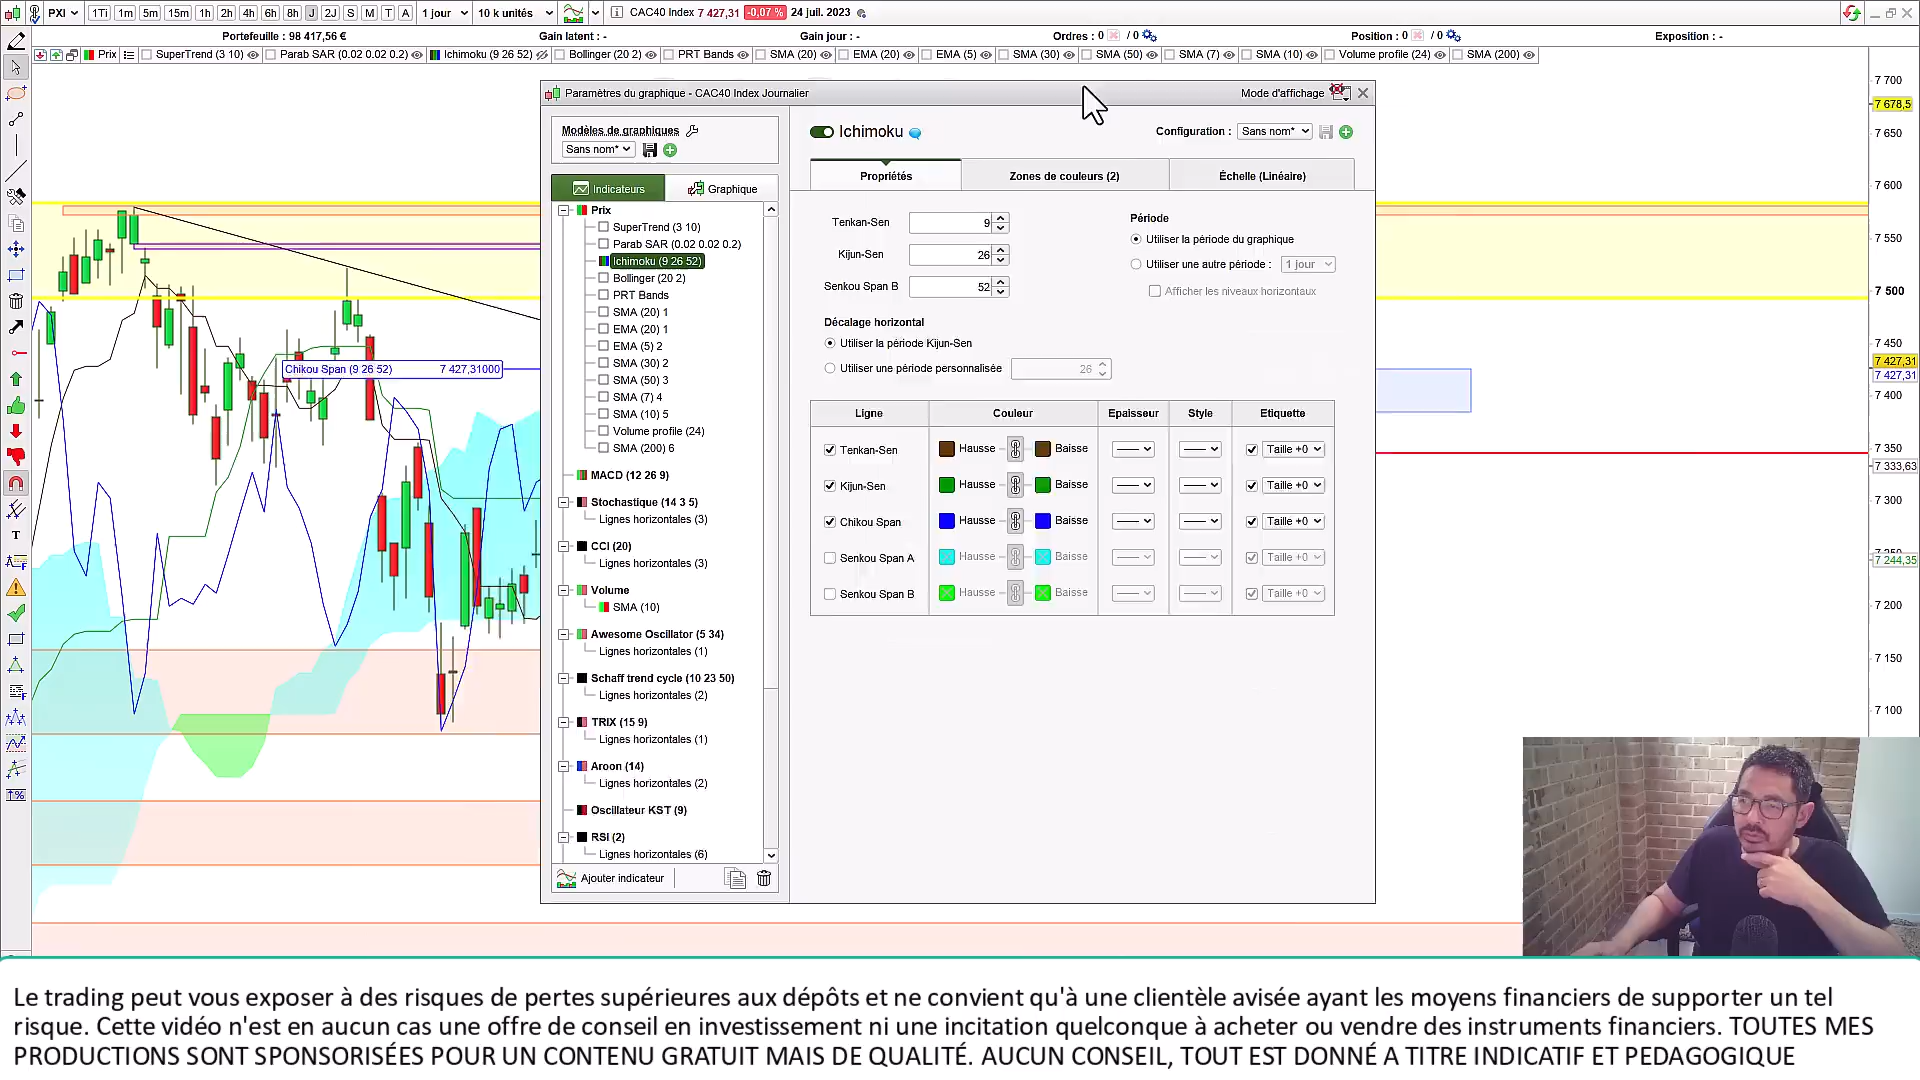 PXI 1Ti 1m 5m 15m 1h 2h 4h 6h 8h J 2J S M T A 1 jour 10 k unités CAC40 Index 7 427,31 -0,07 % 24 juil. 2023
Portefeuille : 98 417,56 € Gain latent : - Gain jour : - Ordres : 0 / 0 Position : 0 / 0 Exposition : -
Prix SuperTrend (3 10) Parab SAR (0.02 0.02 0.2) Ichimoku (9 26 52) Bollinger (20 2) PRT Bands SMA (20) EMA (20) EMA (5) SMA (30) SMA (50) SMA (7) SMA (10) Volume profile (24) SMA (200)
Paramètres du graphique - CAC40 Index Journalier Mode d'affichage
Modèles de graphiques
Sans nom*
Indicateurs Graphique
Prix
SuperTrend (3 10)
Parab SAR (0.02 0.02 0.2)
Ichimoku (9 26 52)
Bollinger (20 2)
PRT Bands
SMA (20) 1
EMA (20) 1
EMA (5) 2
SMA (30) 2
SMA (50) 3
SMA (7) 4
SMA (10) 5
Volume profile (24)
SMA (200) 6
MACD (12 26 9)
Stochastique (14 3 5)
Lignes horizontales (3)
CCI (20)
Lignes horizontales (3)
Volume
SMA (10)
Awesome Oscillator (5 34)
Lignes horizontales (1)
Schaff trend cycle (10 23 50)
Lignes horizontales (2)
TRIX (15 9)
Lignes horizontales (1)
Aroon (14)
Lignes horizontales (2)
Oscillateur KST (9)
RSI (2)
Lignes horizontales (6)
Ajouter indicateur
Ichimoku Configuration : Sans nom*
Propriétés Zones de couleurs (2) Échelle (Linéaire)
Tenkan-Sen 9
Kijun-Sen 26
Senkou Span B 52
Période
Utiliser la période du graphique
Utiliser une autre période : 1 jour
Afficher les niveaux horizontaux
Décalage horizontal
Utiliser la période Kijun-Sen
Utiliser une période personnalisée 26
Ligne Couleur Epaisseur Style Etiquette
Tenkan-Sen Hausse Baisse Taille +0
Kijun-Sen Hausse Baisse Taille +0
Chikou Span Hausse Baisse Taille +0
Senkou Span A Hausse Baisse Taille +0
Senkou Span B Hausse Baisse Taille +0
Chikou Span (9 26 52) 7 427,31000
7 700
7 678,5
7 650
7 600
7 550
7 500
7 450
7 427,31
7 427,31
7 400
7 350
7 333,63
7 300
7 244,35
7 200
7 150
7 100
Le trading peut vous exposer à des risques de pertes supérieures aux dépôts et ne convient qu'à une clientèle avisée ayant les moyens financiers de supporter un tel
risque. Cette vidéo n'est en aucun cas une offre de conseil en investissement ni une incitation quelconque à acheter ou vendre des instruments financiers. TOUTES MES
PRODUCTIONS SONT SPONSORISÉES POUR UN CONTENU GRATUIT MAIS DE QUALITÉ. AUCUN CONSEIL, TOUT EST DONNÉ A TITRE INDICATIF ET PEDAGOGIQUE